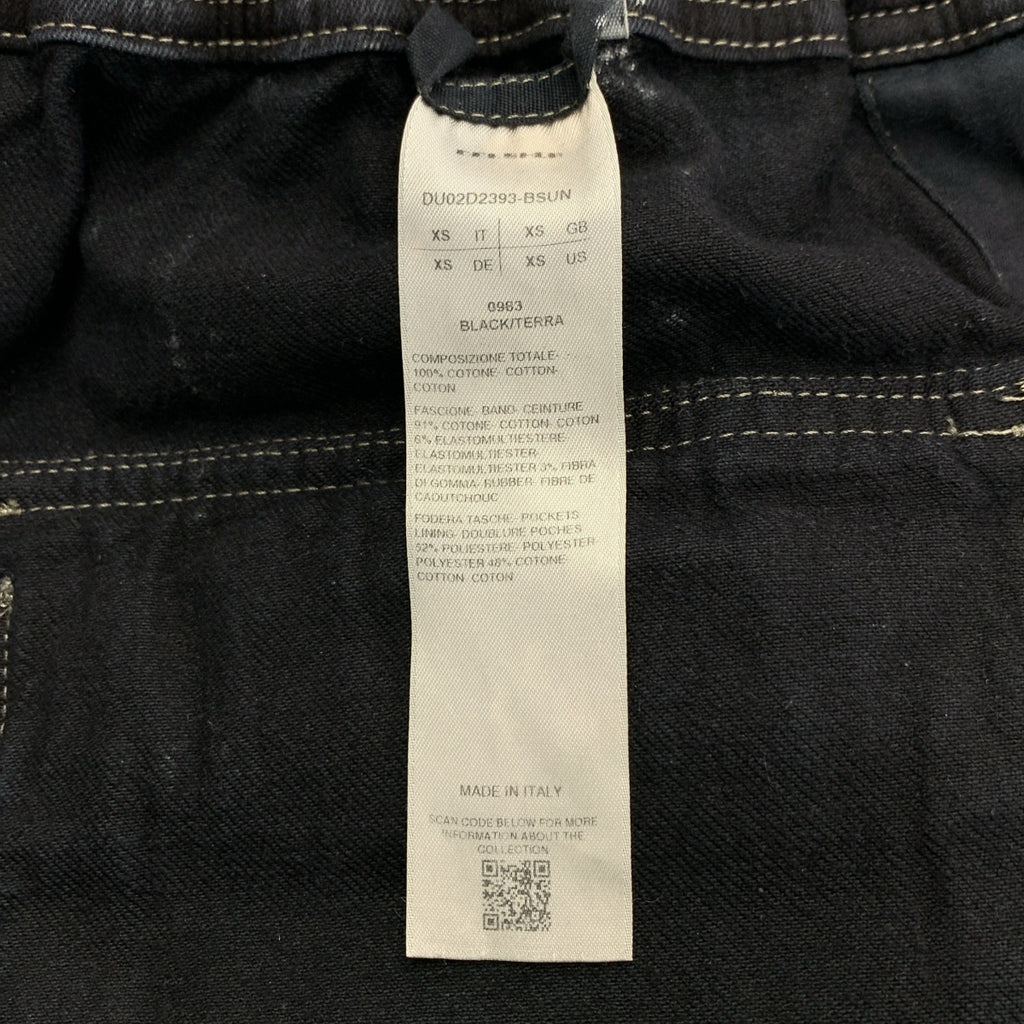 DU02D2393-BSUN
XS IT XS GB
XS DE XS US
0983
BLACK/TERRA
COMPOSIZIONE TOTALE-
100% COTONE- COTTON-
COTON
FASCIONE- BAND- CEINTURE
91% COTONE- COTTON- COTON
6% ELASTOMULTIESTERE-
ELASTOMULTIESTER-
ELASTOMULTIESTER 3% FIBRA
DI GOMMA- RUBBER- FIBRE DE
CAOUTCHOUC
FODERA TASCHE- POCKETS
LINING- DOUBLURE POCHES
52% POLIESTERE- POLYESTER-
POLYESTER 48% COTONE-
COTTON- COTON
MADE IN ITALY
SCAN CODE BELOW FOR MORE
INFORMATION ABOUT THE
COLLECTION